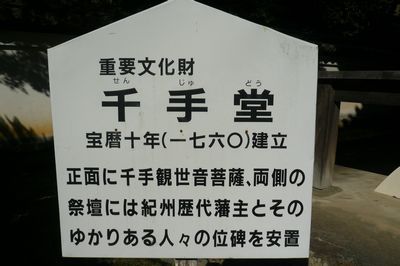 重要文化財
せん じゅ どう
千手堂
宝暦十年(一七六〇)建立
正面に千手観世音菩薩、両側の
祭壇には紀州歴代藩主とその
ゆかりある人々の位碑を安置